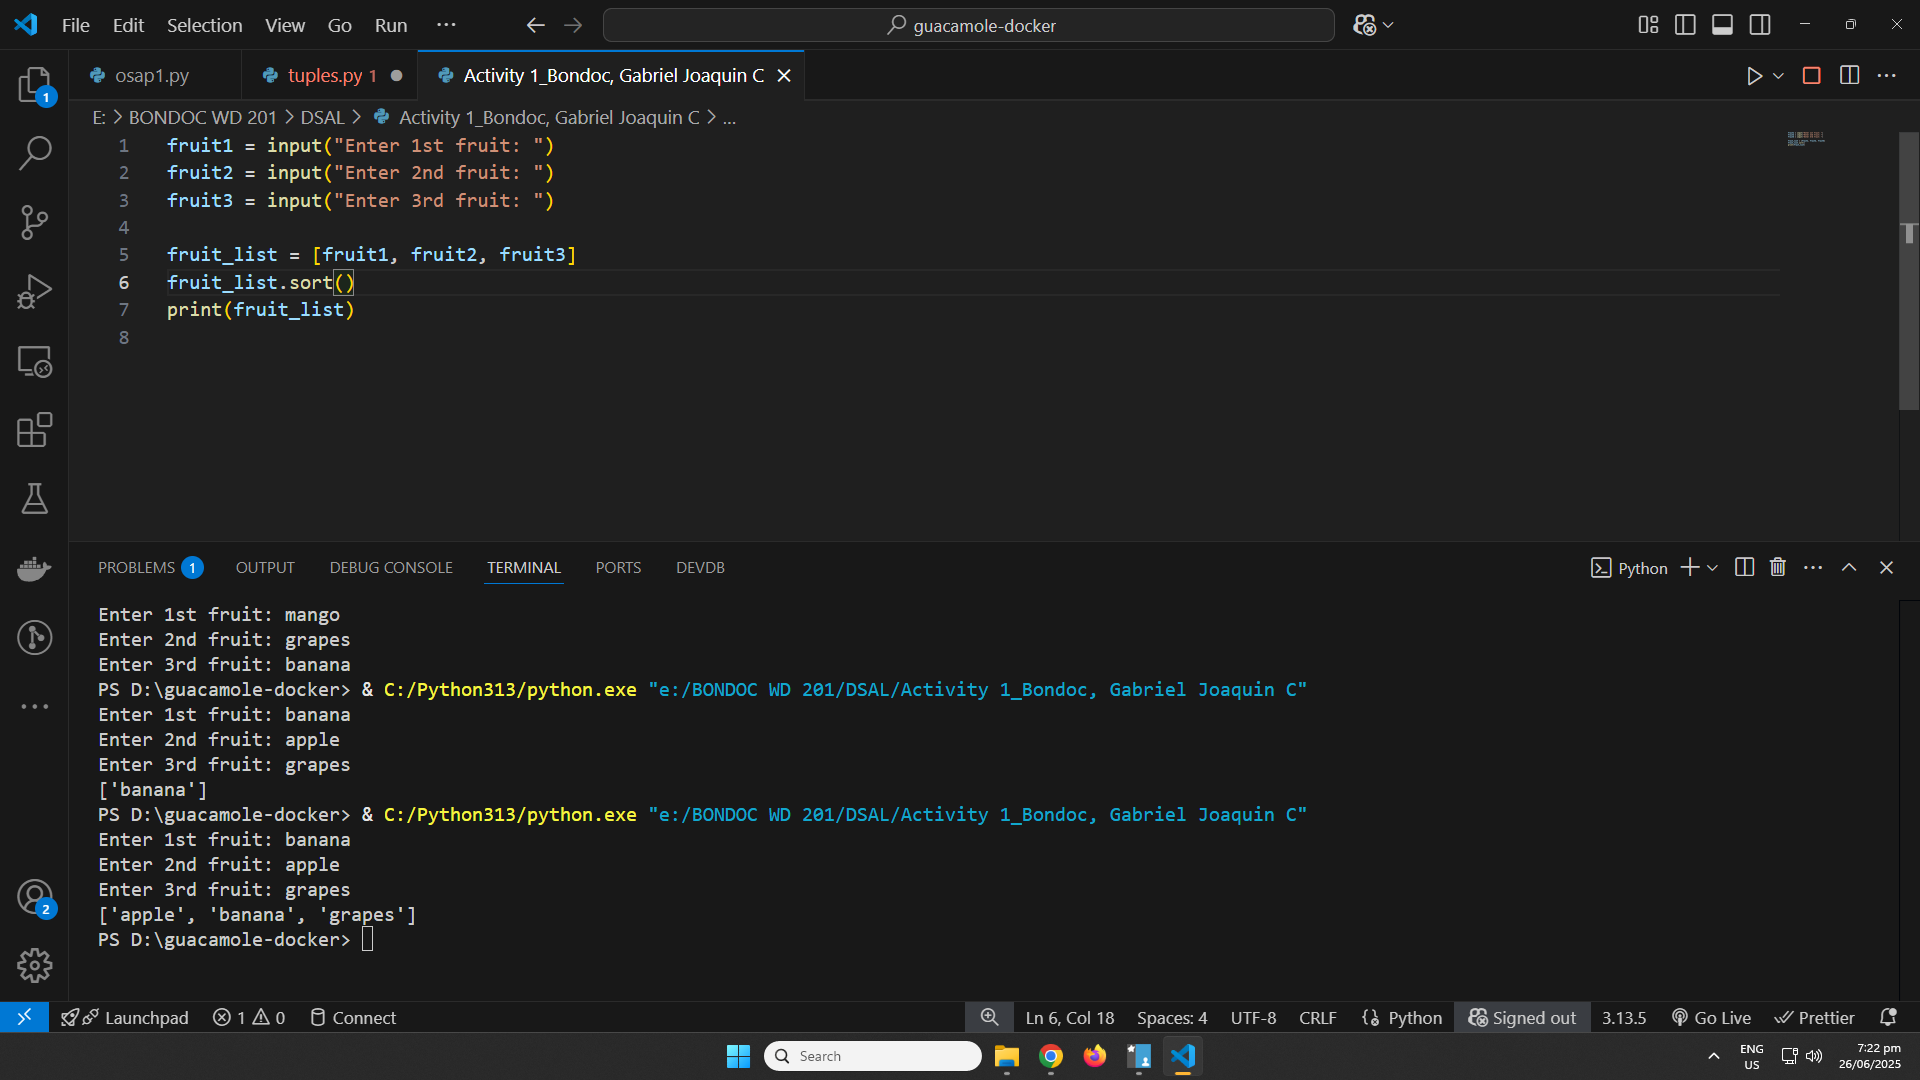 File Edit Selection View Go Run ··· guacamole-docker
osap1.py tuples.py 1 Activity 1_Bondoc, Gabriel Joaquin C
E: > BONDOC WD 201 > DSAL > Activity 1_Bondoc, Gabriel Joaquin C > ...
1 fruit1 = input("Enter 1st fruit: ")
2 fruit2 = input("Enter 2nd fruit: ")
3 fruit3 = input("Enter 3rd fruit: ")
4
5 fruit_list = [fruit1, fruit2, fruit3]
6 fruit_list.sort()
7 print(fruit_list)
8
1
PROBLEMS 1 OUTPUT DEBUG CONSOLE TERMINAL PORTS DEVDB Python
Enter 1st fruit: mango
Enter 2nd fruit: grapes
Enter 3rd fruit: banana
PS D:\guacamole-docker> & C:/Python313/python.exe "e:/BONDOC WD 201/DSAL/Activity 1_Bondoc, Gabriel Joaquin C"
Enter 1st fruit: banana
Enter 2nd fruit: apple
Enter 3rd fruit: grapes
['banana']
PS D:\guacamole-docker> & C:/Python313/python.exe "e:/BONDOC WD 201/DSAL/Activity 1_Bondoc, Gabriel Joaquin C"
Enter 1st fruit: banana
Enter 2nd fruit: apple
Enter 3rd fruit: grapes
['apple', 'banana', 'grapes']
PS D:\guacamole-docker>
2
Launchpad 1 0 Connect Ln 6, Col 18 Spaces: 4 UTF-8 CRLF Python Signed out 3.13.5 Go Live Prettier
Search ENG US 7:22 pm 26/06/2025